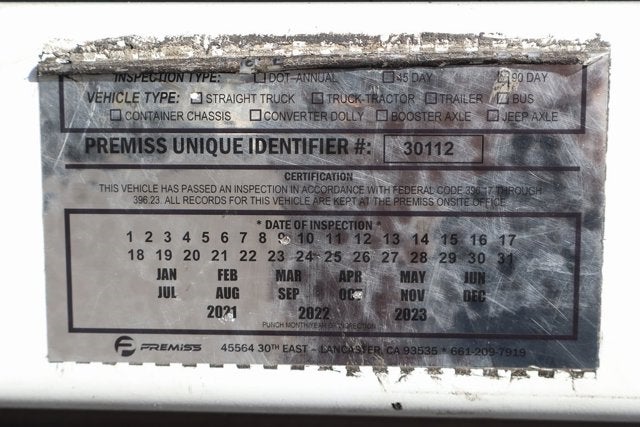 INSPECTION TYPE: DOT-ANNUAL 45 DAY 90 DAY
VEHICLE TYPE: STRAIGHT TRUCK TRUCK-TRACTOR TRAILER BUS
CONTAINER CHASSIS CONVERTER DOLLY BOOSTER AXLE JEEP AXLE
PREMISS UNIQUE IDENTIFIER #: 30112
CERTIFICATION
THIS VEHICLE HAS PASSED AN INSPECTION IN ACCORDANCE WITH FEDERAL CODE 396.17 THROUGH
396.23. ALL RECORDS FOR THIS VEHICLE ARE KEPT AT THE PREMISS ONSITE OFFICE.
* DATE OF INSPECTION *
1 2 3 4 5 6 7 8 9 10 11 12 13 14 15 16 17
18 19 20 21 22 23 24 25 26 27 28 29 30 31
JAN FEB MAR APR MAY JUN
JUL AUG SEP OCT NOV DEC
2021 2022 2023
PUNCH MONTH/YEAR OF INSPECTION
PREMISS 45564 30TH EAST – LANCASTER, CA 93535 * 661-209-7919